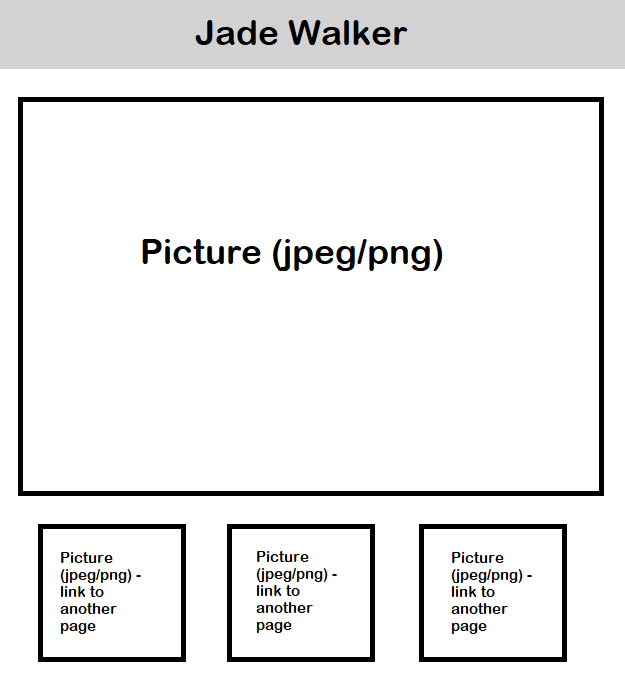 Jade Walker
Picture (jpeg/png)
Picture
(jpeg/png) -
link to
another
page
Picture
(jpeg/png) -
link to
another
page
Picture
(jpeg/png) -
link to
another
page